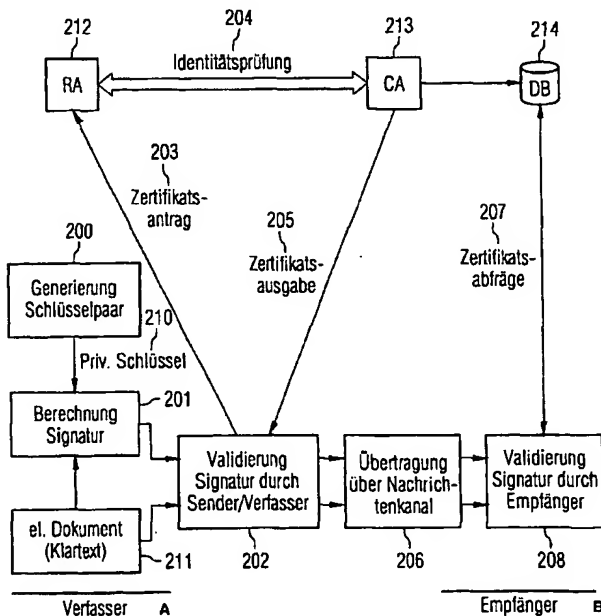 212
204
213
214
Identitätsprüfung
RA
CA
DB
203
Zertifikats-
antrag
205
Zertifikats-
ausgabe
207
Zertifikats-
abfräge
200
Generierung
Schlüsselpaar
210
Priv. Schlüssel
201
Berechnung
Signatur
Validierung
Signatur durch
Sender/Verfasser
Übertragung
über Nachrich-
tenkanal
Validierung
Signatur durch
Empfänger
el. Dokument
(Klartext)
211
202
206
208
Verfasser A
Empfänger B